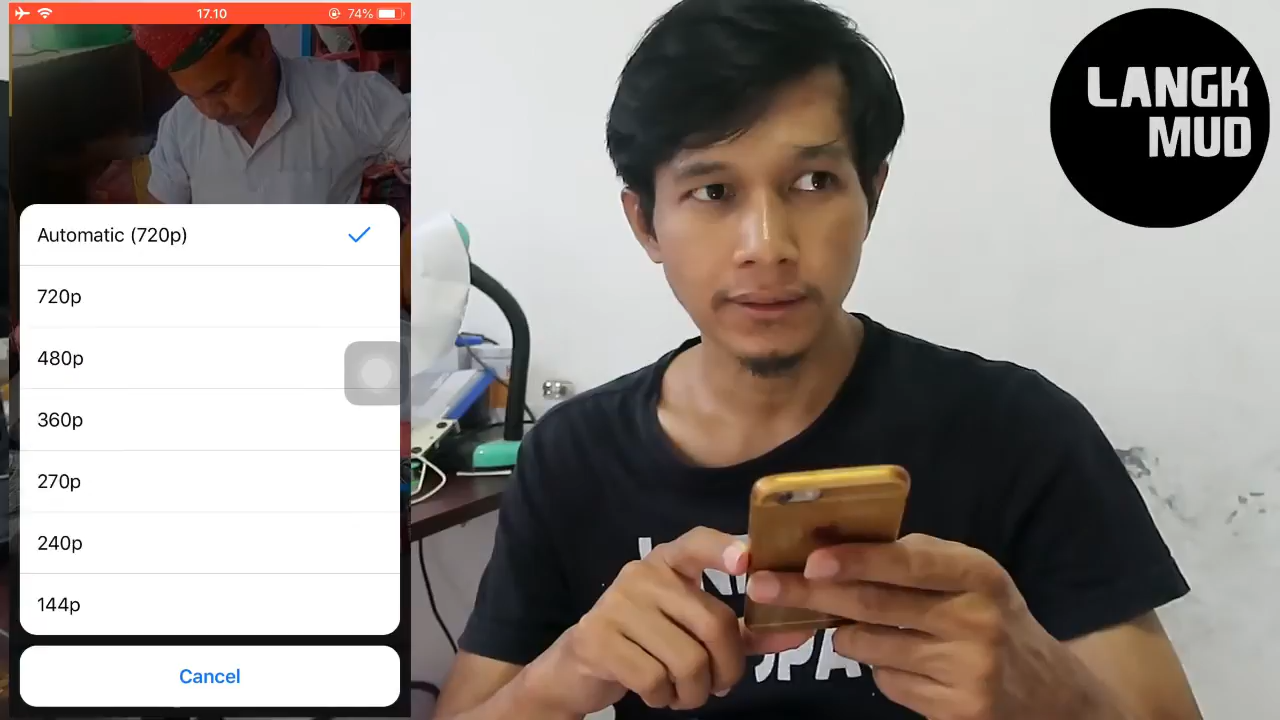 17.10
74%
Automatic (720p)
720p
480p
360p
270p
240p
144p
Cancel
LANGK
MUD